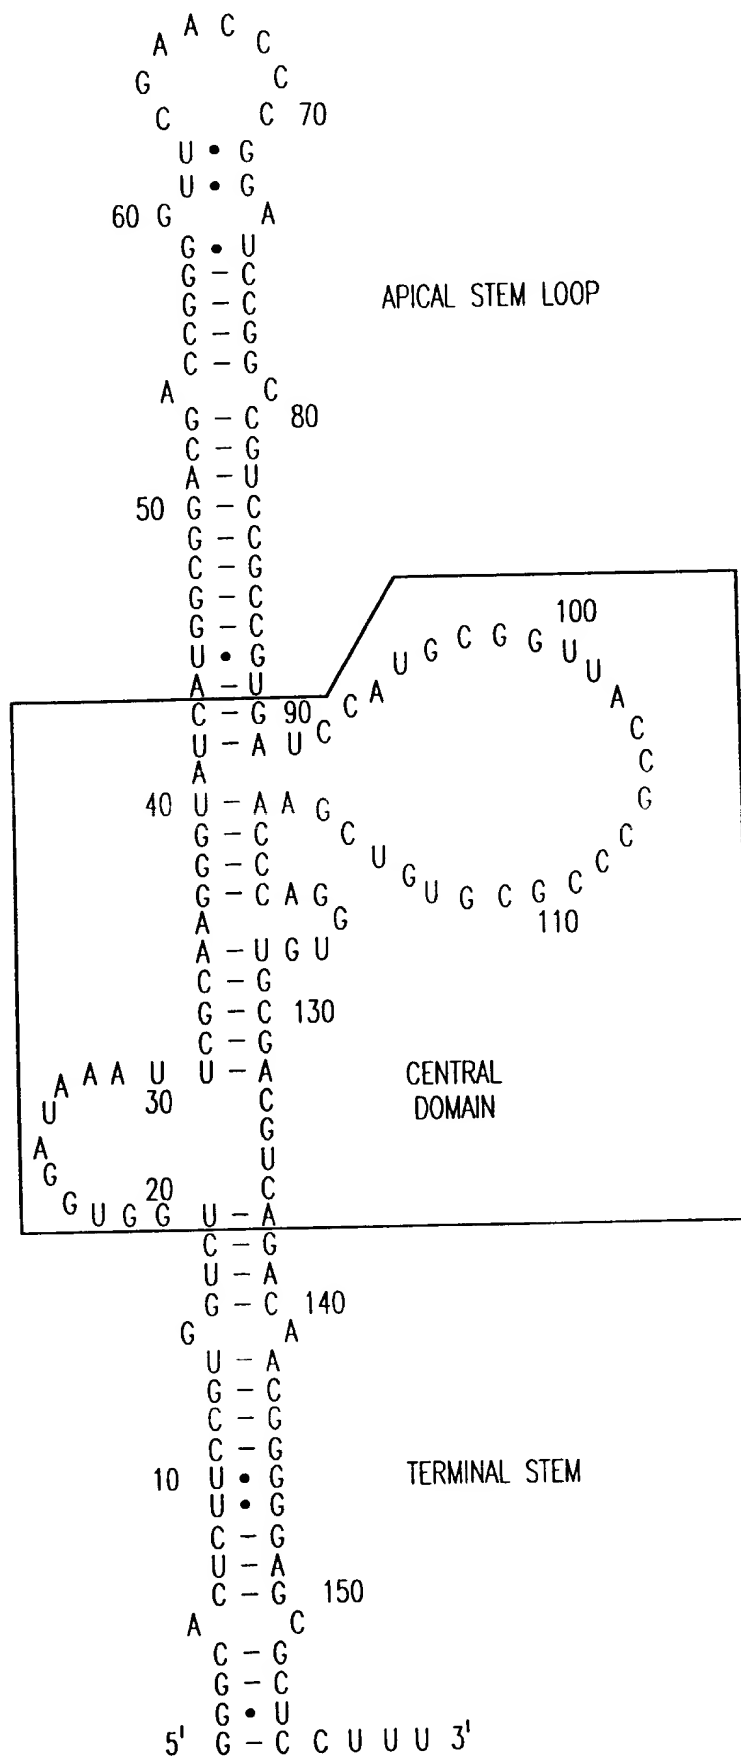 A A C C
G C
C C 70
U • G
U • G
60 G A
G • U
G – C
G – C
C – G
C – G
APICAL STEM LOOP
A C
G – C 80
C – G
A – U
50 G – C
G – C
C – G
G – C
G – C
U • G
A – U
C – G 90
U – A U C C A U G C G G U U A C C G C C C G C G U G U C G A
100
110
A
40 U – A
G – C
G – C
G – C A G G U G U
A
A – U
C – G
G – C 130
C – G
U – A
U A A A U A G G U G G
30
20
C
G
U
C
CENTRAL
DOMAIN
U – A
C – G
U – A
G – C 140
G A
U – A
G – C
C – G
C – G
10 U • G
U • G
C – G
U – A
C – G 150
TERMINAL STEM
A C
C – G
G – C
G • U
5' G – C C U U U 3'